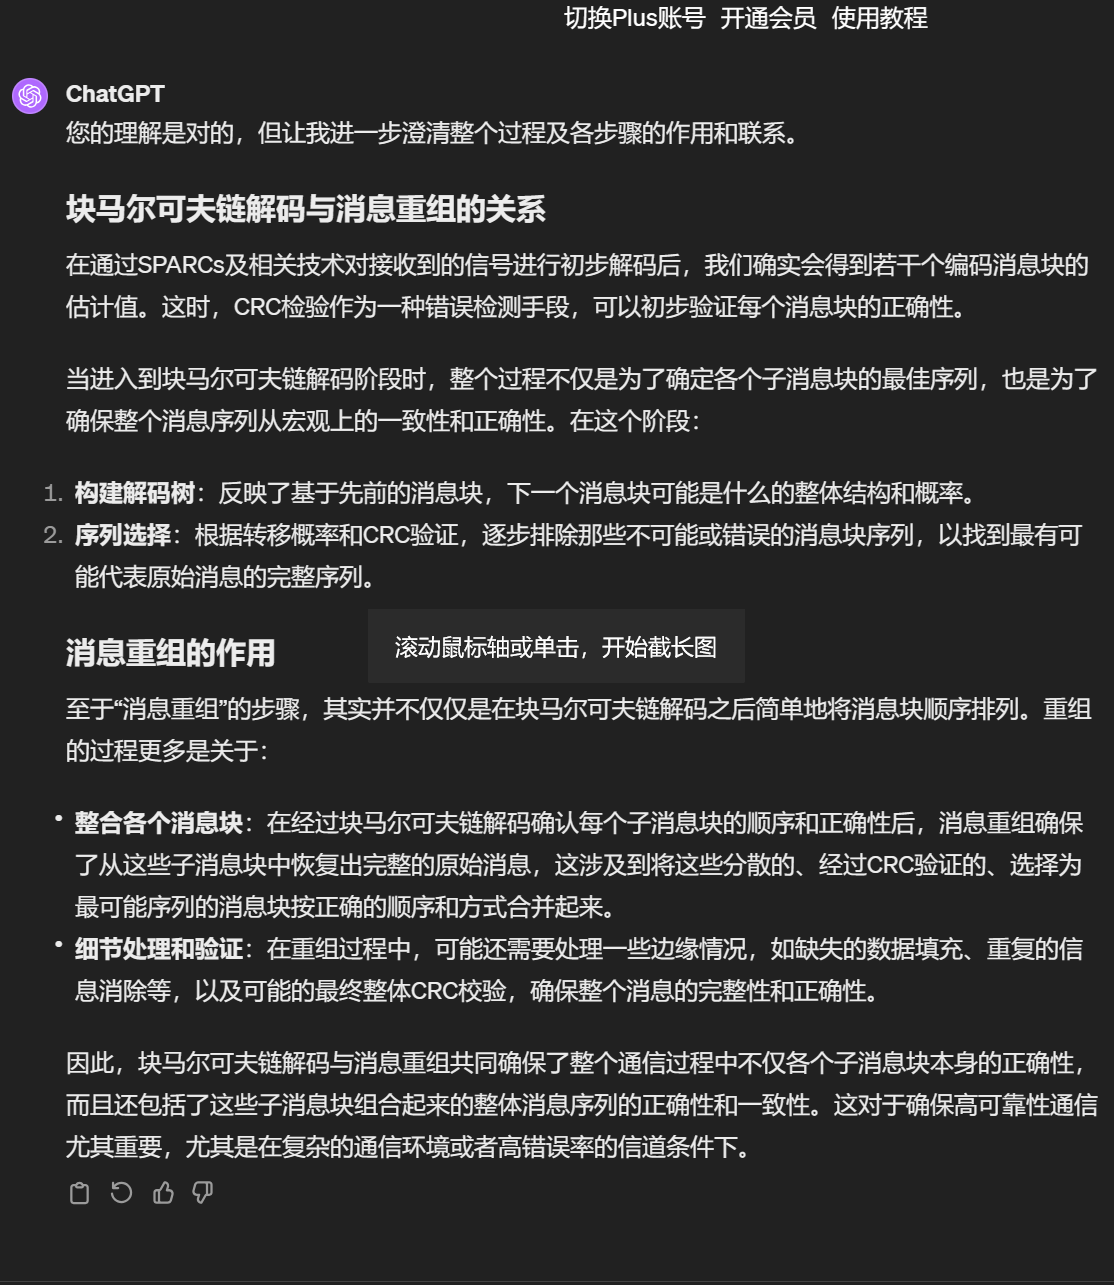 切换Plus账号 开通会员 使用教程
ChatGPT
您的理解是对的，但让我进一步澄清整个过程及各步骤的作用和联系。
块马尔可夫链解码与消息重组的关系
在通过SPARCs及相关技术对接收到的信号进行初步解码后，我们确实会得到若干个编码消息块的
估计值。这时，CRC检验作为一种错误检测手段，可以初步验证每个消息块的正确性。
当进入到块马尔可夫链解码阶段时，整个过程不仅是为了确定各个子消息块的最佳序列，也是为了
确保整个消息序列从宏观上的一致性和正确性。在这个阶段：
1. 构建解码树：反映了基于先前的消息块，下一个消息块可能是什么的整体结构和概率。
2. 序列选择：根据转移概率和CRC验证，逐步排除那些不可能或错误的消息块序列，以找到最有可
能代表原始消息的完整序列。
消息重组的作用
滚动鼠标轴或单击，开始截长图
至于“消息重组”的步骤，其实并不仅仅是在块马尔可夫链解码之后简单地将消息块顺序排列。重组
的过程更多是关于：
• 整合各个消息块：在经过块马尔可夫链解码确认每个子消息块的顺序和正确性后，消息重组确保
了从这些子消息块中恢复出完整的原始消息，这涉及到将这些分散的、经过CRC验证的、选择为
最可能序列的消息块按正确的顺序和方式合并起来。
• 细节处理和验证：在重组过程中，可能还需要处理一些边缘情况，如缺失的数据填充、重复的信
息消除等，以及可能的最终整体CRC校验，确保整个消息的完整性和正确性。
因此，块马尔可夫链解码与消息重组共同确保了整个通信过程中不仅各个子消息块本身的正确性，
而且还包括了这些子消息块组合起来的整体消息序列的正确性和一致性。这对于确保高可靠性通信
尤其重要，尤其是在复杂的通信环境或者高错误率的信道条件下。